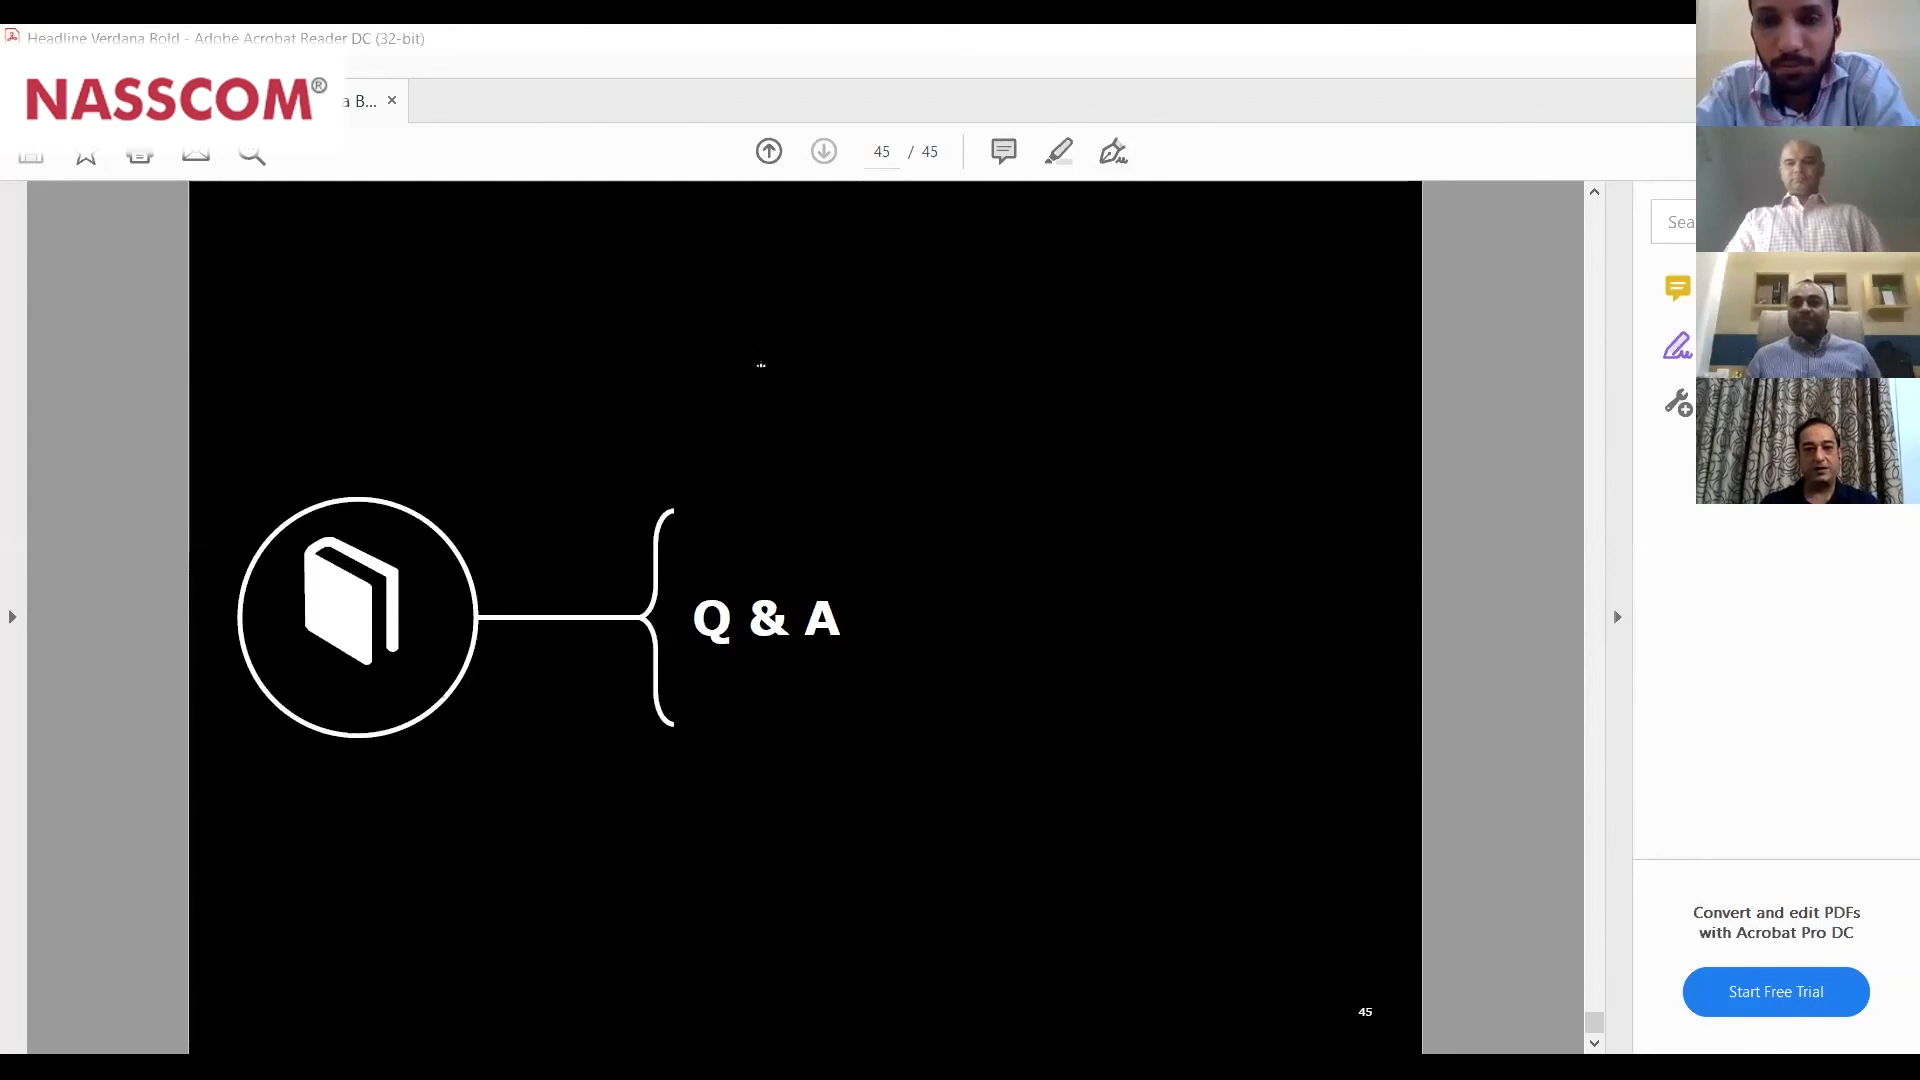 Headline Verdana Bold - Adobe Acrobat Reader DC (32-bit)
NASSCOM®
a B... ×
45 / 45
Sea
Q & A
Convert and edit PDFs
with Acrobat Pro DC
Start Free Trial
45